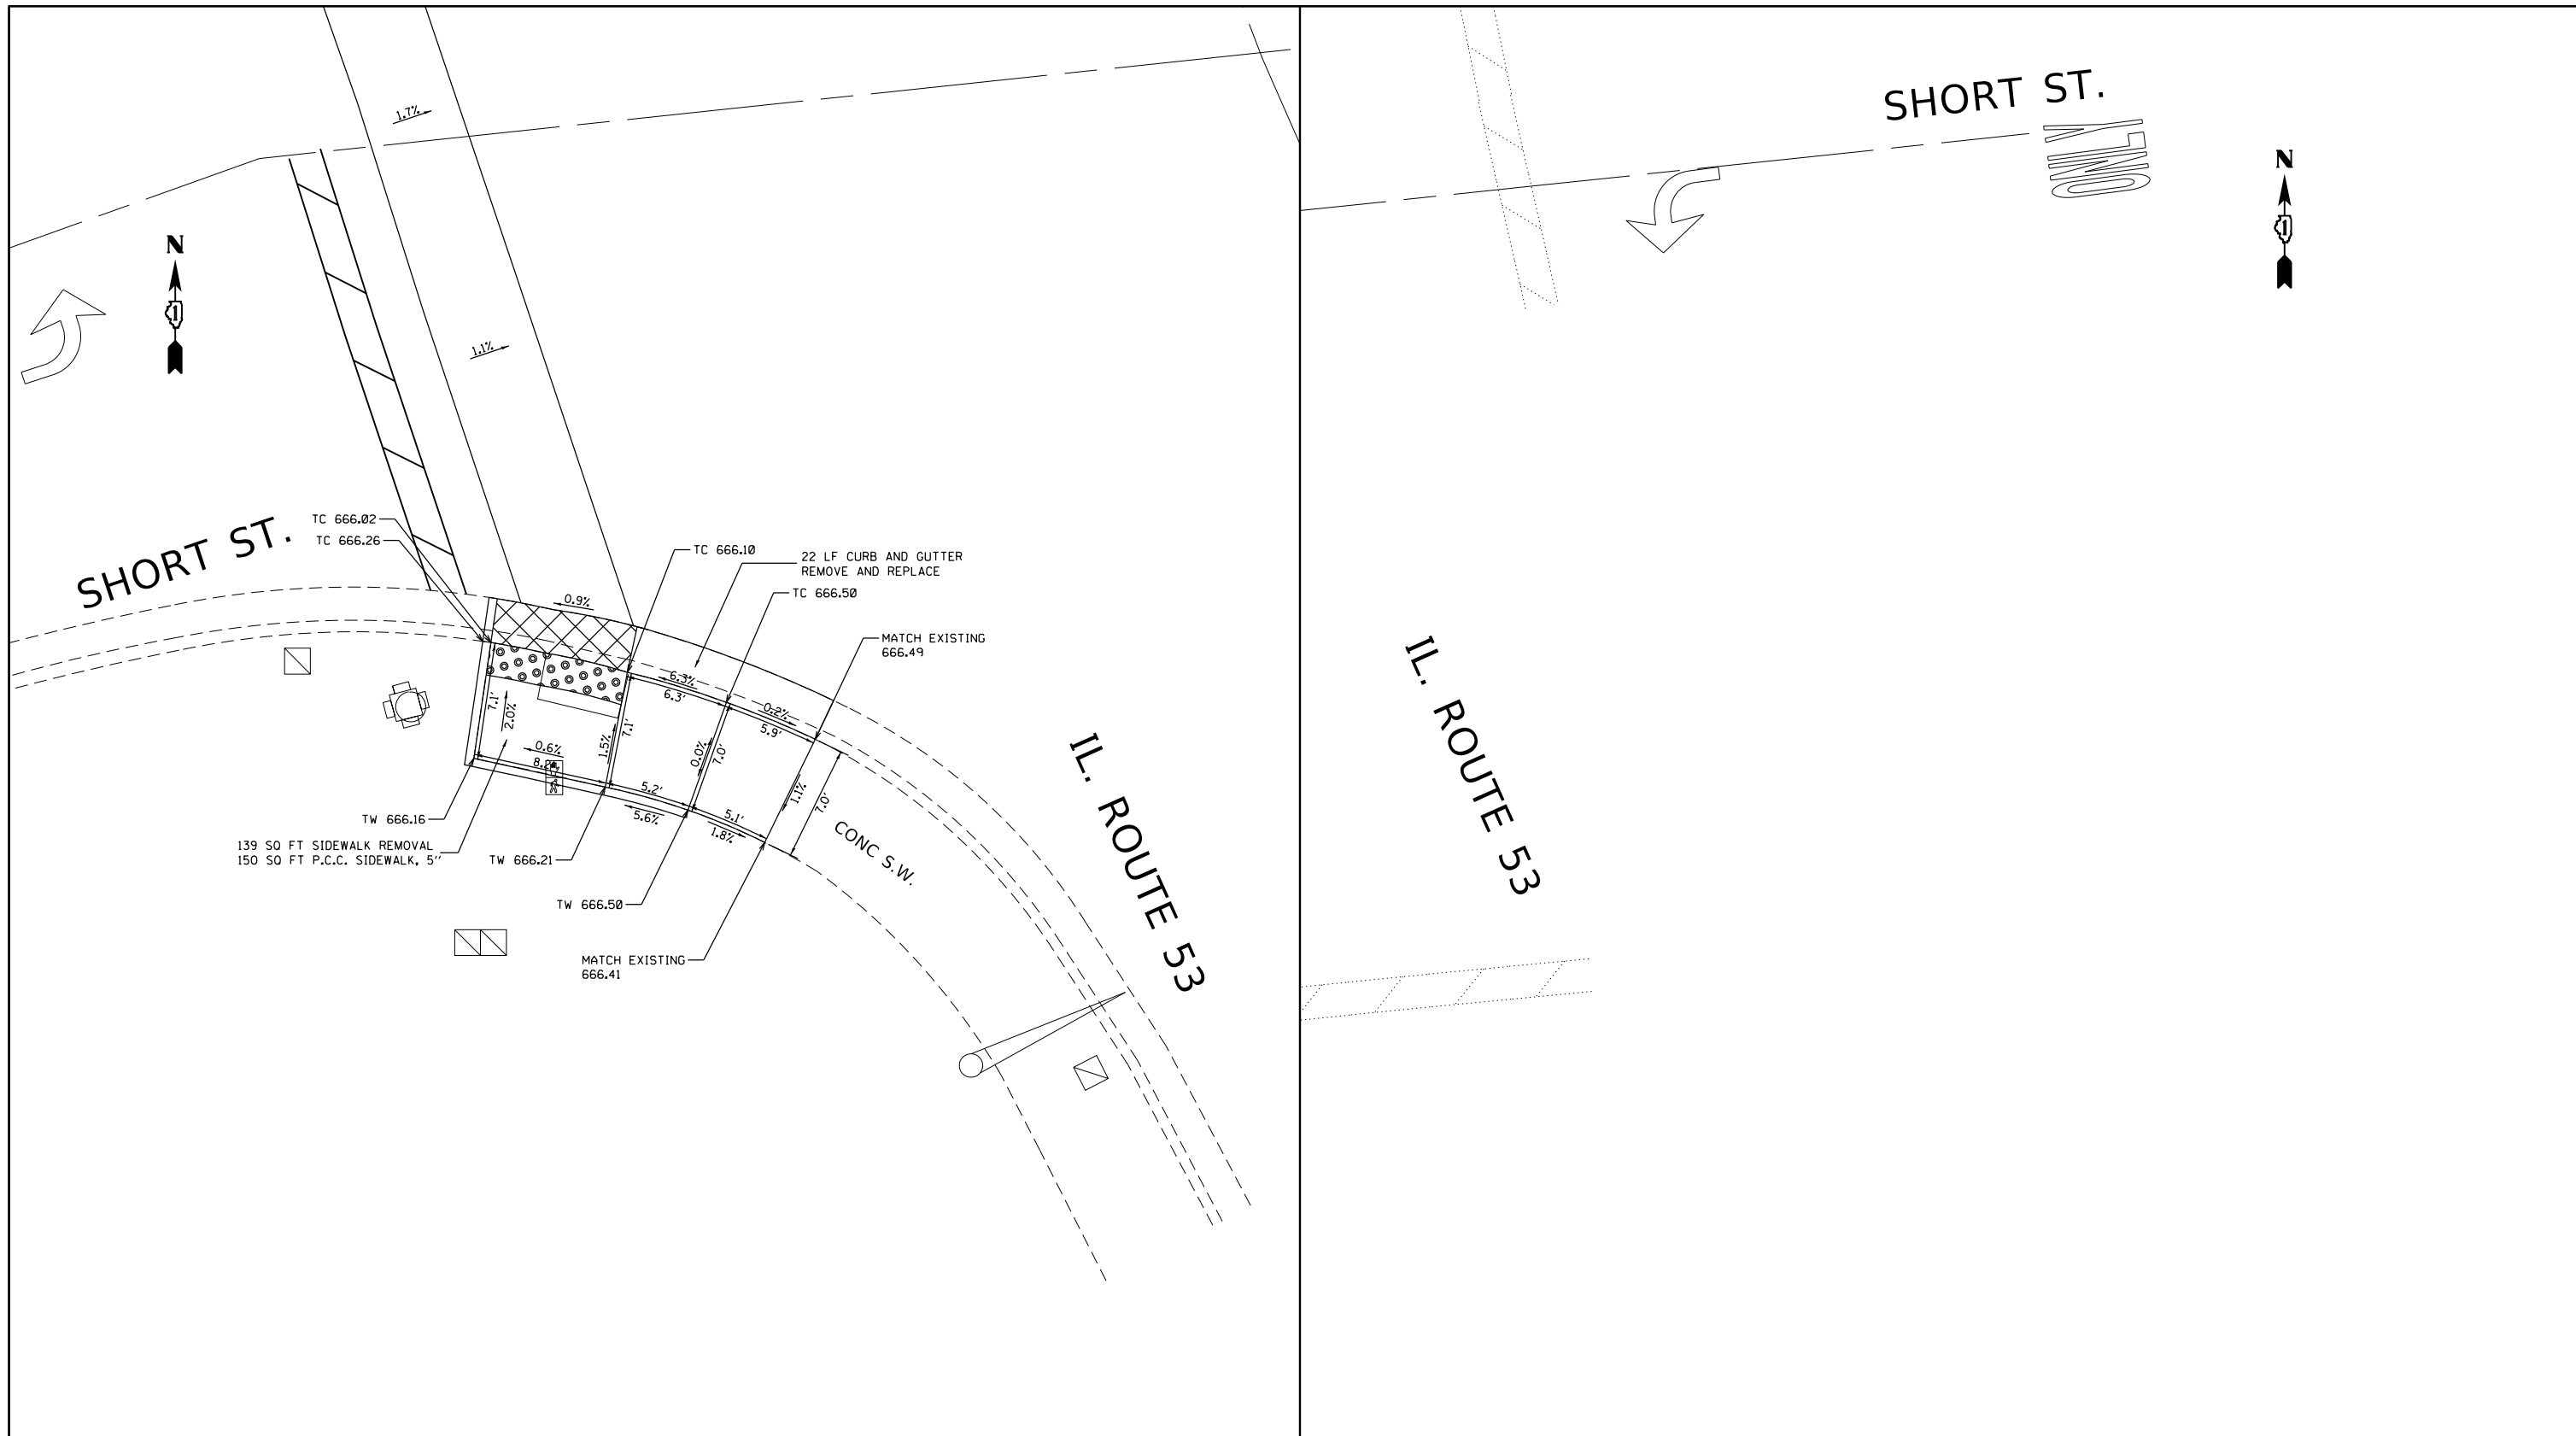 SHORT ST.
1.7%
N
N
1
1
1.1%
TC 666.02
SHORT ST.
TC 666.26
TC 666.10
22 LF CURB AND GUTTER
REMOVE AND REPLACE
0.9%
TC 666.50
MATCH EXISTING
666.49
6.3%
6.3'
0.2%
5.9'
7.1'
2.0%
7.1'
1.5%
0.0%
7.0'
0.6%
8.2'
5.2'
5.6%
5.1'
1.8%
1.1%
7.0'
CONC S.W.
IL. ROUTE 53
IL. ROUTE 53
TW 666.16
139 SQ FT SIDEWALK REMOVAL
150 SQ FT P.C.C. SIDEWALK, 5"
TW 666.21
TW 666.50
MATCH EXISTING
666.41
ONLY